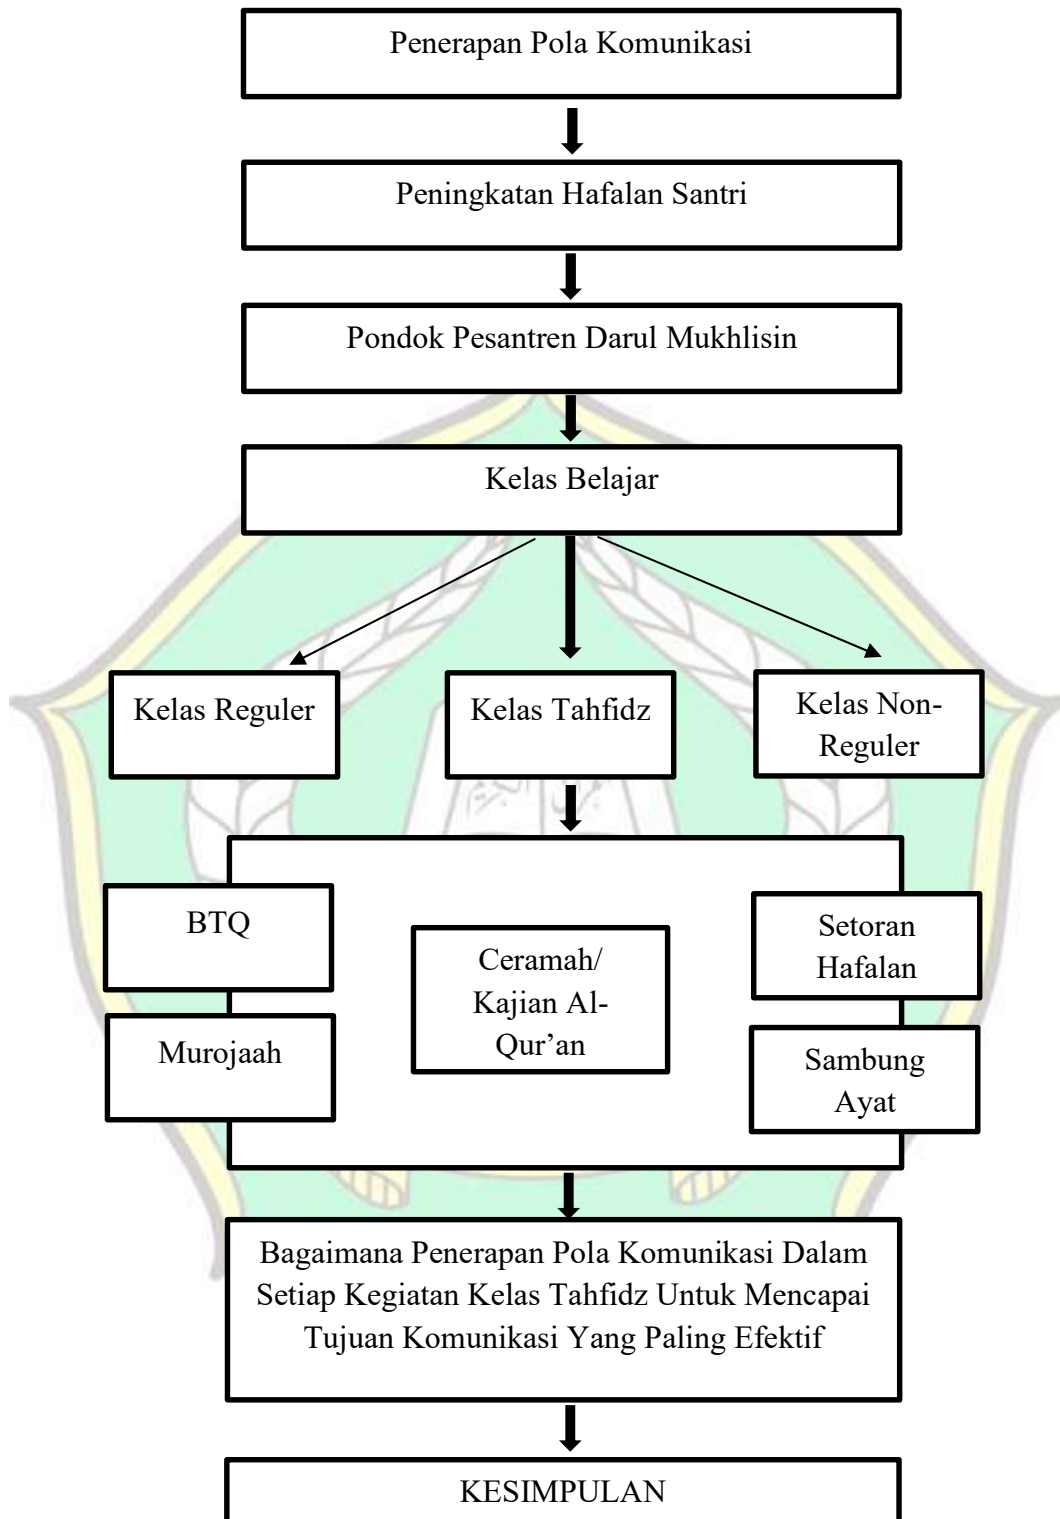 Penerapan Pola Komunikasi
Peningkatan Hafalan Santri
Pondok Pesantren Darul Mukhlisin
Kelas Belajar
Kelas Reguler
Kelas Tahfidz
Kelas Non-
Reguler
BTQ
Murojaah
Ceramah/
Kajian Al-
Qur’an
Setoran
Hafalan
Sambung
Ayat
Bagaimana Penerapan Pola Komunikasi Dalam
Setiap Kegiatan Kelas Tahfidz Untuk Mencapai
Tujuan Komunikasi Yang Paling Efektif
KESIMPULAN